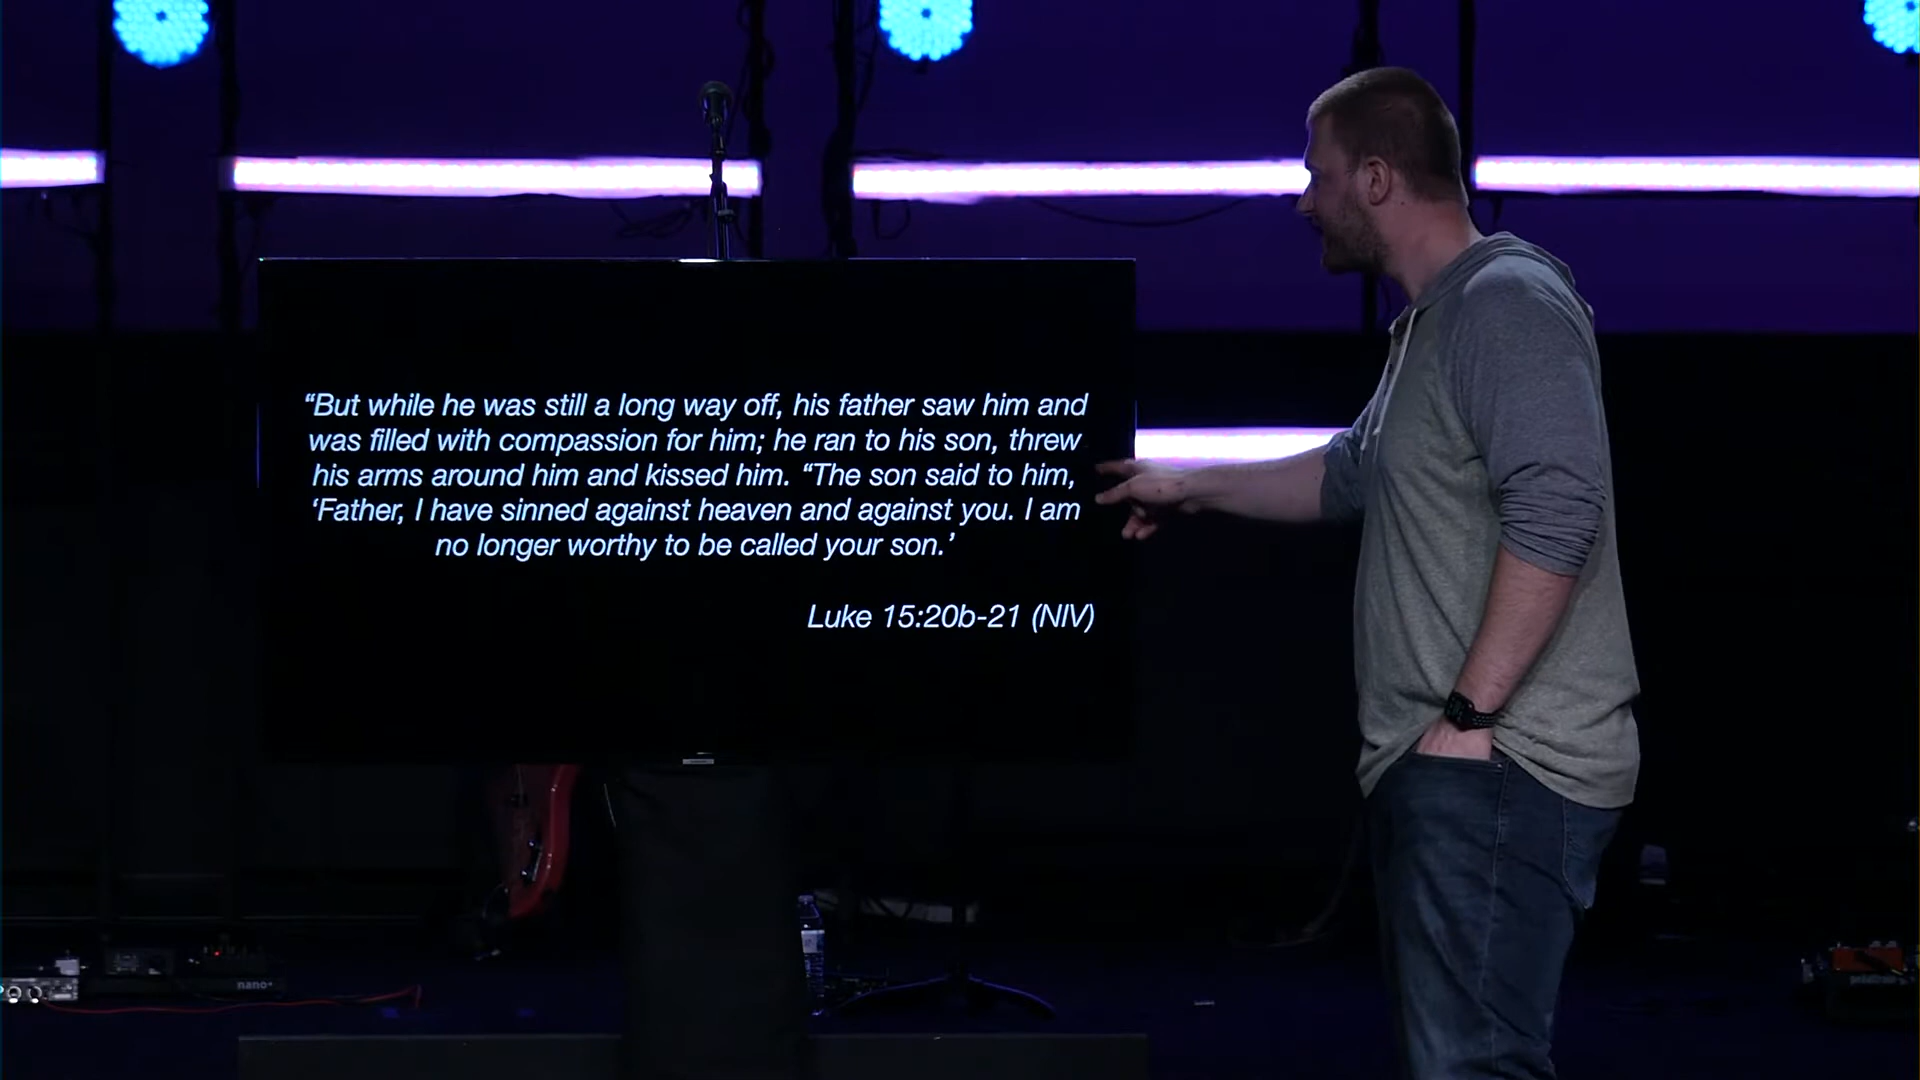 “But while he was still a long way off, his father saw him and
was filled with compassion for him; he ran to his son, threw
his arms around him and kissed him. “The son said to him,
‘Father, I have sinned against heaven and against you. I am
no longer worthy to be called your son.’
Luke 15:20b-21 (NIV)
nano+